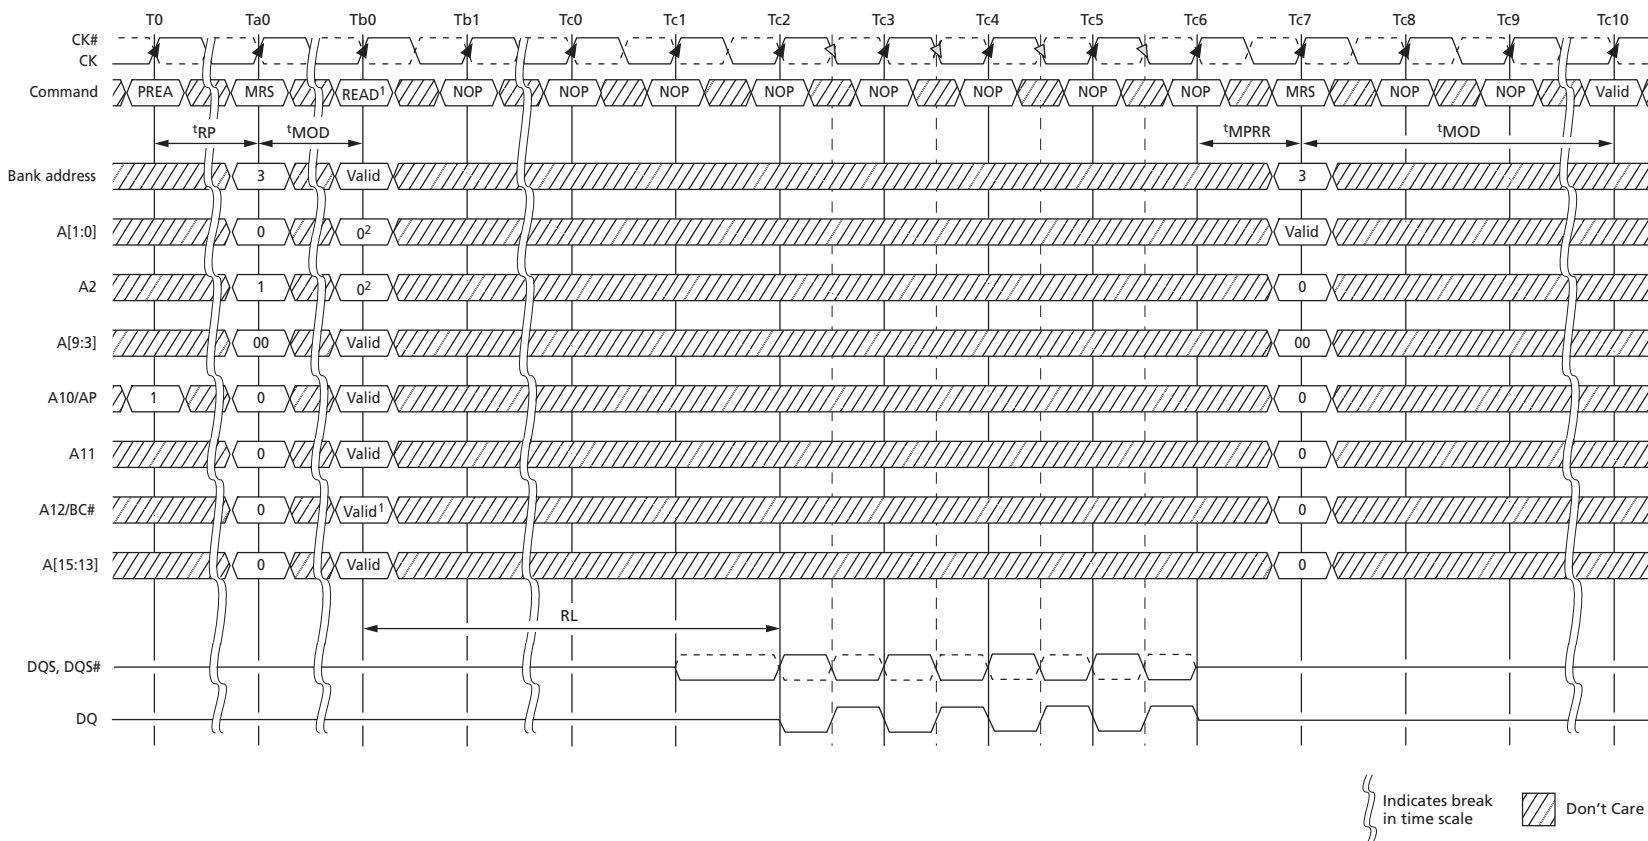 T0 Ta0 Tb0 Tb1 Tc0 Tc1 Tc2 Tc3 Tc4 Tc5 Tc6 Tc7 Tc8 Tc9 Tc10
CK#
CK
Command PREA MRS READ¹ NOP NOP NOP NOP NOP NOP NOP NOP MRS NOP NOP Valid
tRP tMOD tMPRR tMOD
Bank address 3 Valid 3
A[1:0] 0 0² Valid
A2 1 0² 0
A[9:3] 00 Valid 00
A10/AP 1 0 Valid 0
A11 0 Valid 0
A12/BC# 0 Valid¹ 0
A[15:13] 0 Valid 0
RL
DQS, DQS#
DQ
Indicates break
in time scale
Don't Care